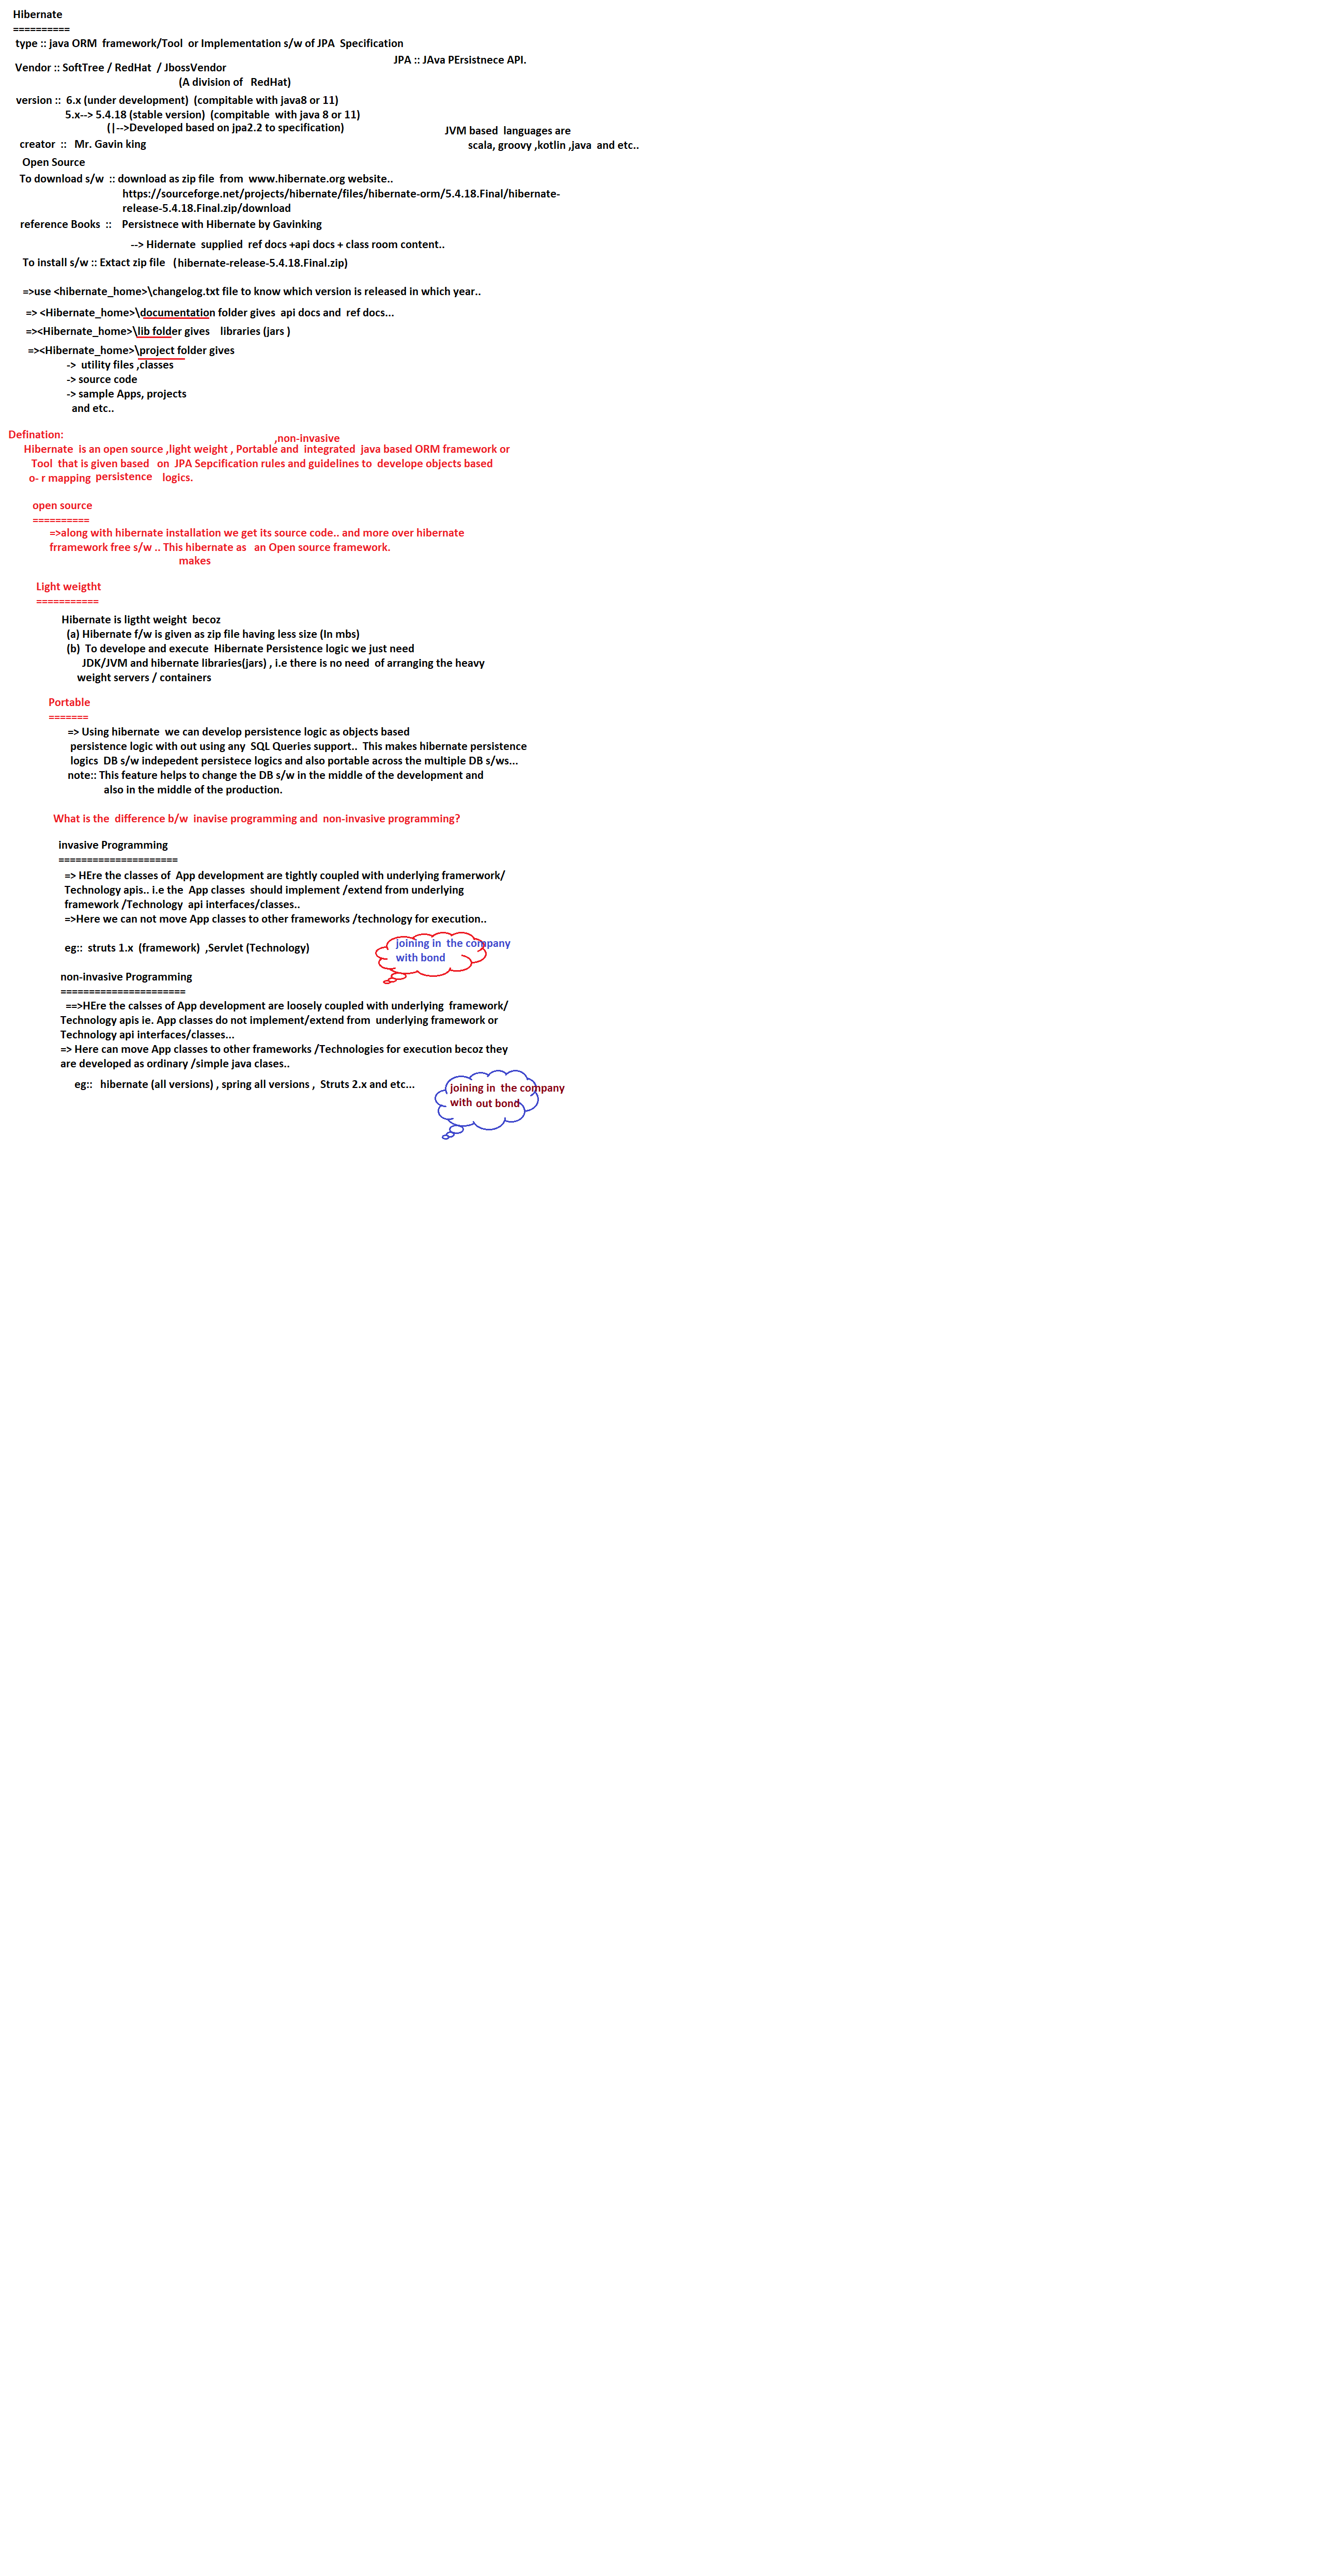 Hibernate
==========
type :: java ORM framework/Tool or Implementation s/w of JPA Specification
JPA :: JAva PErsistnece API.
Vendor :: SoftTree / RedHat / JbossVendor
(A division of RedHat)
version :: 6.x (under development) (compitable with java8 or 11)
5.x--> 5.4.18 (stable version) (compitable with java 8 or 11)
(|-->Developed based on jpa2.2 to specification)
JVM based languages are
scala, groovy ,kotlin ,java and etc..
creator :: Mr. Gavin king
Open Source
To download s/w :: download as zip file from www.hibernate.org website..
https://sourceforge.net/projects/hibernate/files/hibernate-orm/5.4.18.Final/hibernate-
release-5.4.18.Final.zip/download
reference Books :: Persistnece with Hibernate by Gavinking
--> Hidernate supplied ref docs +api docs + class room content..
To install s/w :: Extact zip file (hibernate-release-5.4.18.Final.zip)
=>use <hibernate_home>\changelog.txt file to know which version is released in which year..
=> <Hibernate_home>\documentation folder gives api docs and ref docs...
=><Hibernate_home>\lib folder gives libraries (jars )
=><Hibernate_home>\project folder gives
-> utility files ,classes
-> source code
-> sample Apps, projects
and etc..
Defination:
,non-invasive
Hibernate is an open source ,light weight , Portable and integrated java based ORM framework or
Tool that is given based on JPA Sepcification rules and guidelines to develope objects based
o- r mapping persistence logics.
open source
==========
=>along with hibernate installation we get its source code.. and more over hibernate
frramework free s/w .. This hibernate as an Open source framework.
makes
Light weigtht
===========
Hibernate is ligtht weight becoz
(a) Hibernate f/w is given as zip file having less size (In mbs)
(b) To develope and execute Hibernate Persistence logic we just need
JDK/JVM and hibernate libraries(jars) , i.e there is no need of arranging the heavy
weight servers / containers
Portable
=======
=> Using hibernate we can develop persistence logic as objects based
persistence logic with out using any SQL Queries support.. This makes hibernate persistence
logics DB s/w indepedent persistece logics and also portable across the multiple DB s/ws...
note:: This feature helps to change the DB s/w in the middle of the development and
also in the middle of the production.
What is the difference b/w inavise programming and non-invasive programming?
invasive Programming
=====================
=> HEre the classes of App development are tightly coupled with underlying framerwork/
Technology apis.. i.e the App classes should implement /extend from underlying
framework /Technology api interfaces/classes..
=>Here we can not move App classes to other frameworks /technology for execution..
eg:: struts 1.x (framework) ,Servlet (Technology)
joining in the company
with bond
non-invasive Programming
======================
==>HEre the calsses of App development are loosely coupled with underlying framework/
Technology apis ie. App classes do not implement/extend from underlying framework or
Technology api interfaces/classes...
=> Here can move App classes to other frameworks /Technologies for execution becoz they
are developed as ordinary /simple java clases..
eg:: hibernate (all versions) , spring all versions , Struts 2.x and etc...
joining in the company
with out bond